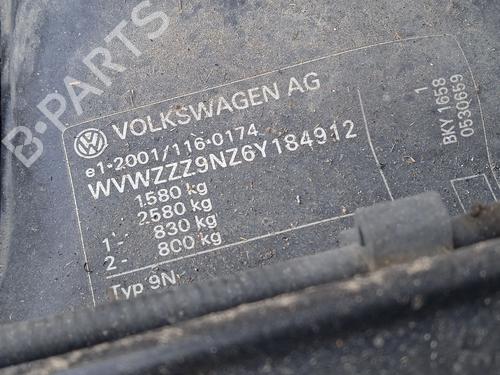 B-PARTS
VOLKSWAGEN AG
e1*2001/116*0174
WVWZZZ9NZ6Y184912
1580 kg
2580 kg
1 - 830 kg
2 - 800 kg
Typ 9N
1
BKY 1658
0530659